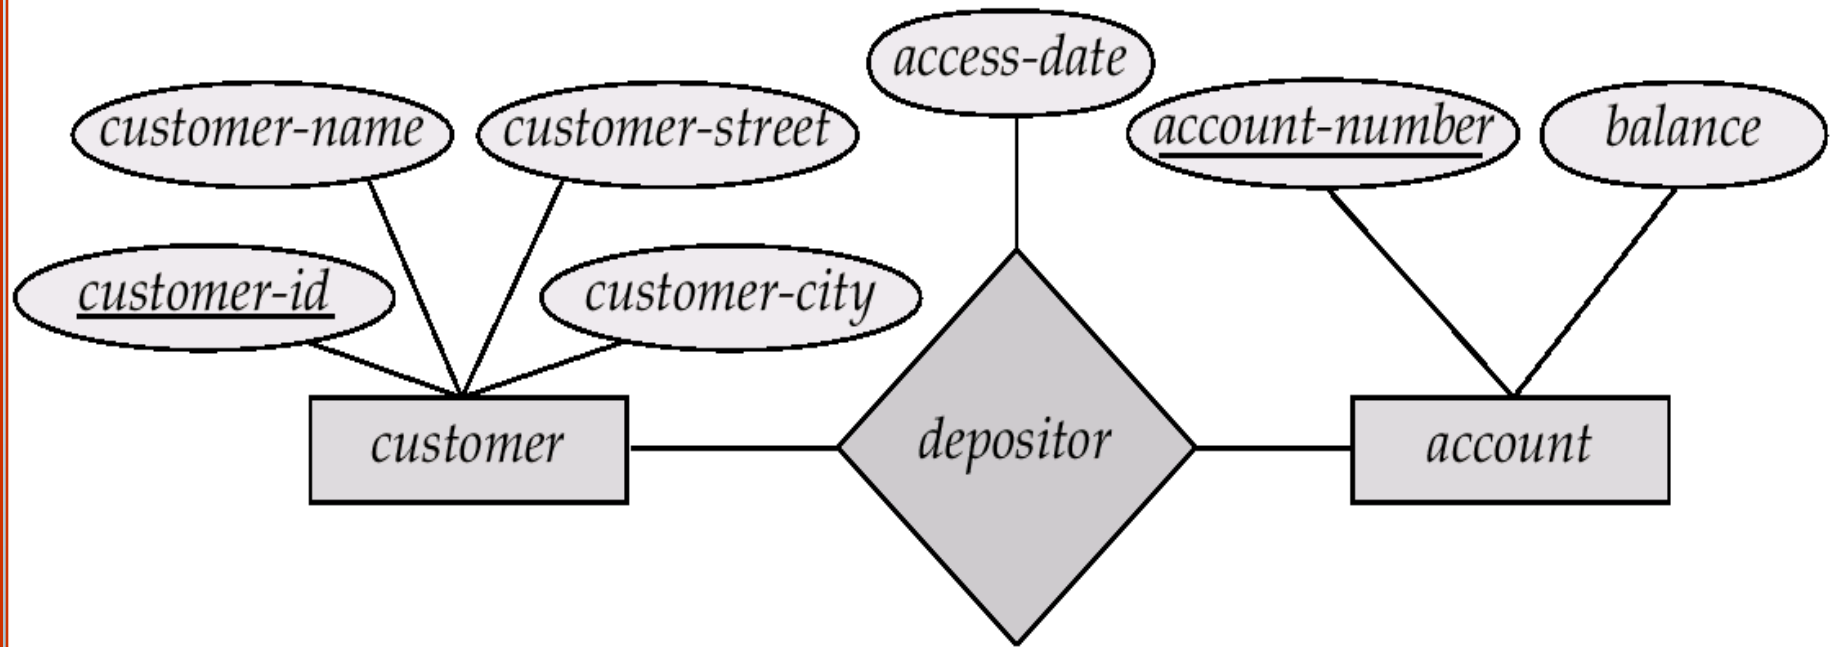 access-date
customer-name
customer-street
account-number
balance
customer-id
customer-city
customer
depositor
account